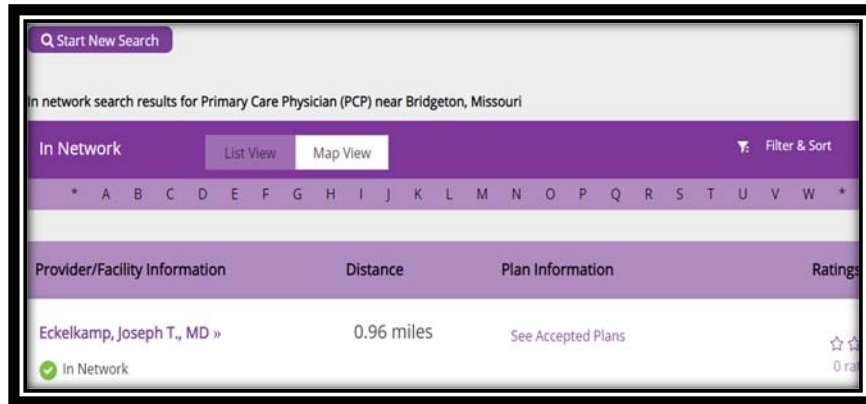 Start New Search
In network search results for Primary Care Physician (PCP) near Bridgeton, Missouri
In Network List View Map View Filter & Sort
* A B C D E F G H I J K L M N O P Q R S T U V W *
Provider/Facility Information Distance Plan Information Ratings
Eckelkamp, Joseph T., MD » 0.96 miles See Accepted Plans
In Network 0